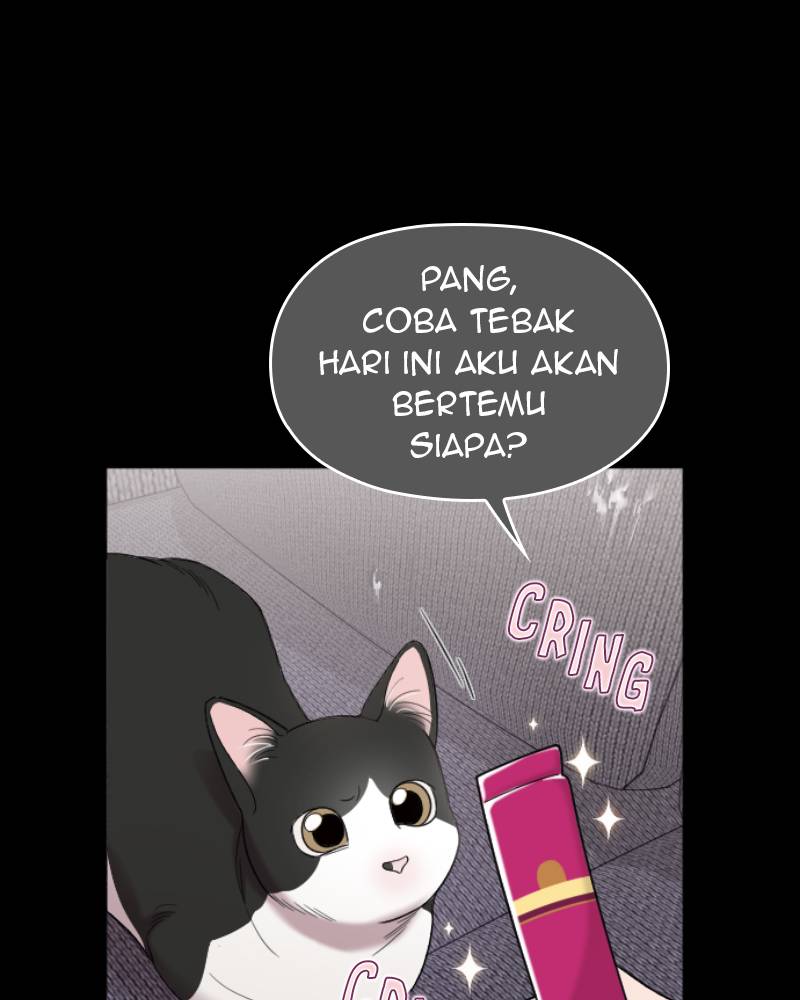 PANG,
COBA TEBAK
HARI INI AKU AKAN
BERTEMU
SIAPA?
CRING